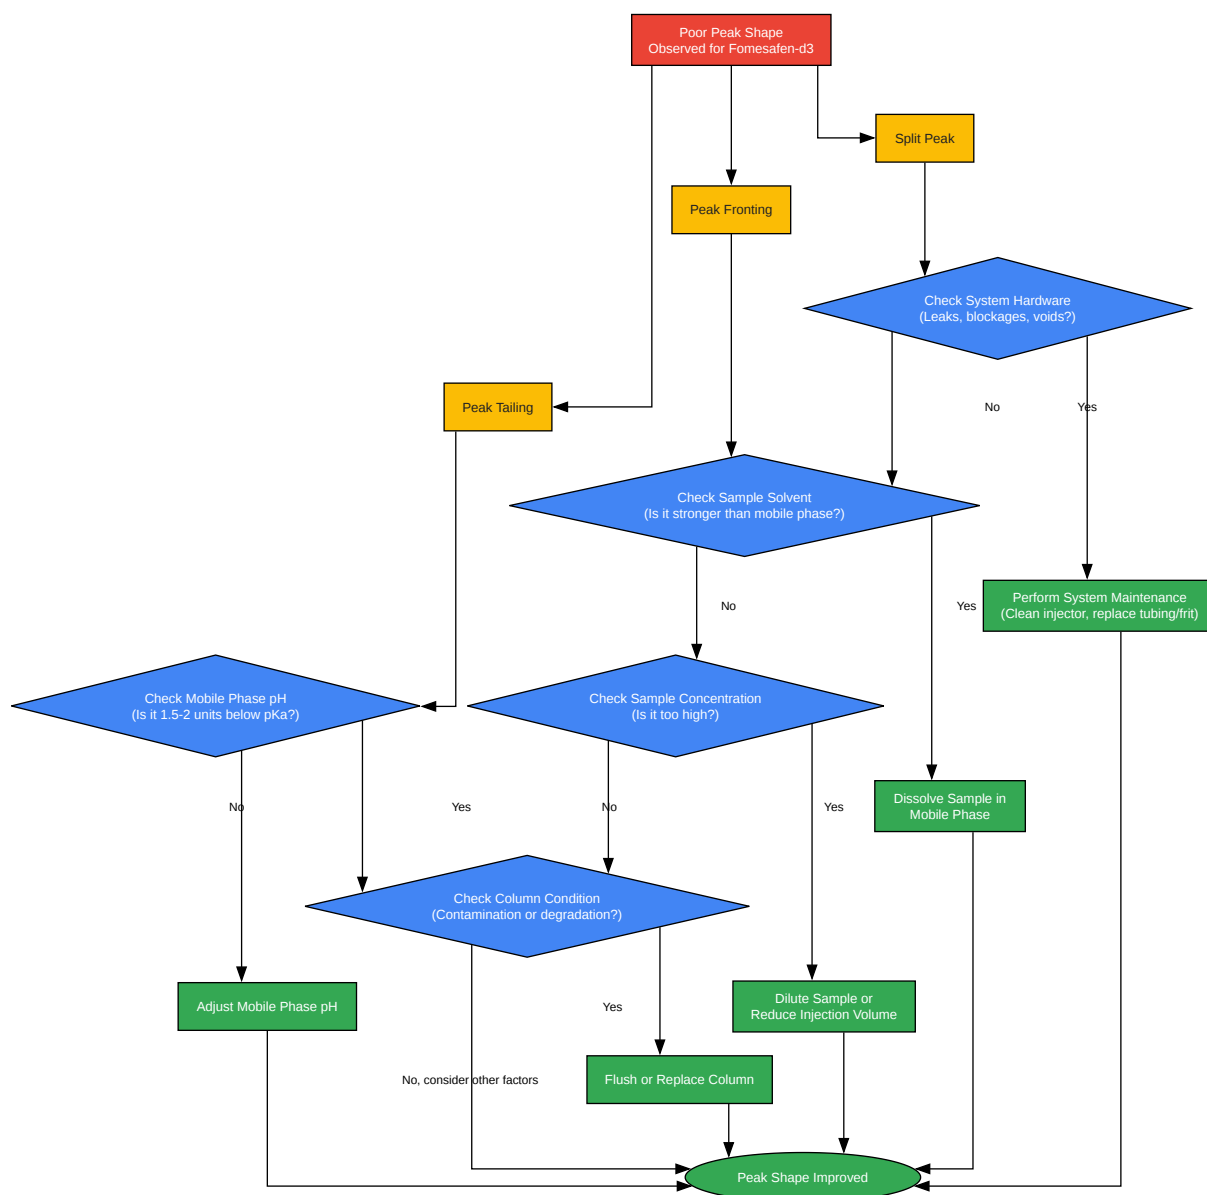 Poor Peak Shape
Observed for Fomesafen-d3
Split Peak
Peak Fronting
Check System Hardware
(Leaks, blockages, voids?)
Peak Tailing
No
Yes
Check Sample Solvent
(Is it stronger than mobile phase?)
No
Yes
Perform System Maintenance
(Clean injector, replace tubing/frit)
Check Mobile Phase pH
(Is it 1.5-2 units below pKa?)
Check Sample Concentration
(Is it too high?)
No
Yes
No
Yes
Dissolve Sample in
Mobile Phase
Check Column Condition
(Contamination or degradation?)
Adjust Mobile Phase pH
Yes
Dilute Sample or
Reduce Injection Volume
No, consider other factors
Flush or Replace Column
Peak Shape Improved